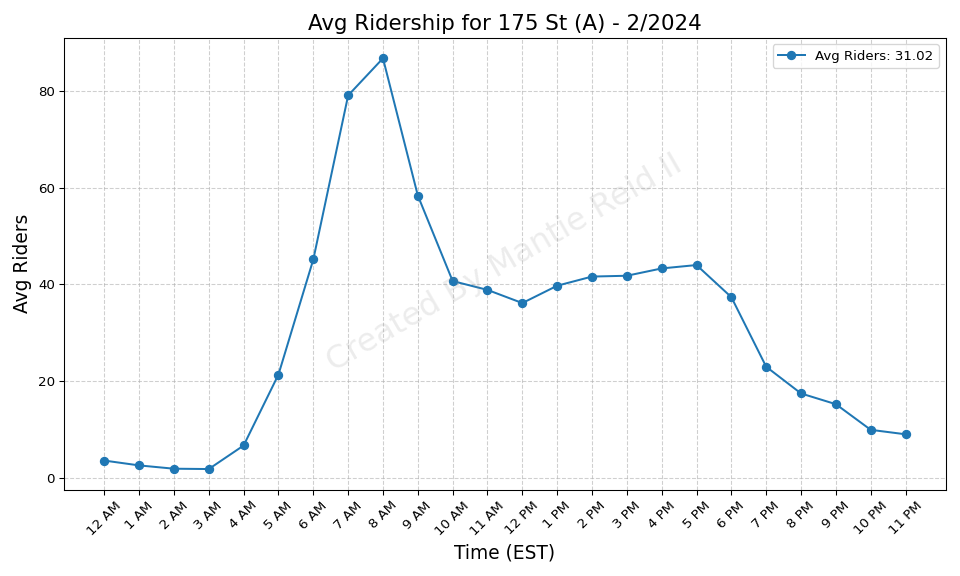 Avg Ridership for 175 St (A) - 2/2024
Avg Riders: 31.02
Avg Riders
80
60
40
20
0
Created By Mantie Reid II
12 AM
1 AM
2 AM
3 AM
4 AM
5 AM
6 AM
7 AM
8 AM
9 AM
10 AM
11 AM
12 PM
1 PM
2 PM
3 PM
4 PM
5 PM
6 PM
7 PM
8 PM
9 PM
10 PM
11 PM
Time (EST)